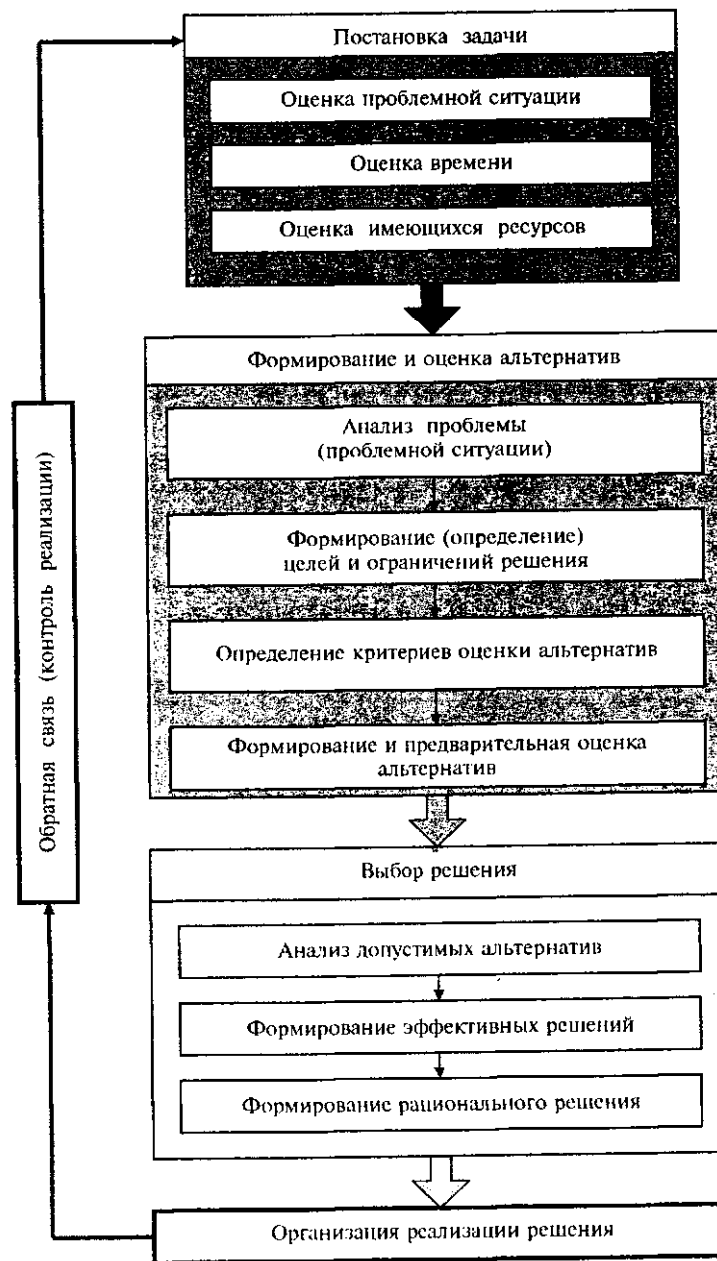 Постановка задачи
Оценка проблемной ситуации
Оценка времени
Оценка имеющихся ресурсов
Формирование и оценка альтернатив
Анализ проблемы
(проблемной ситуации)
Формирование (определение)
целей и ограничений решения
Определение критериев оценки альтернатив
Формирование и предварительная оценка
альтернатив
Выбор решения
Анализ допустимых альтернатив
Формирование эффективных решений
Формирование рационального решения
Организация реализации решения
Обратная связь (контроль реализации)